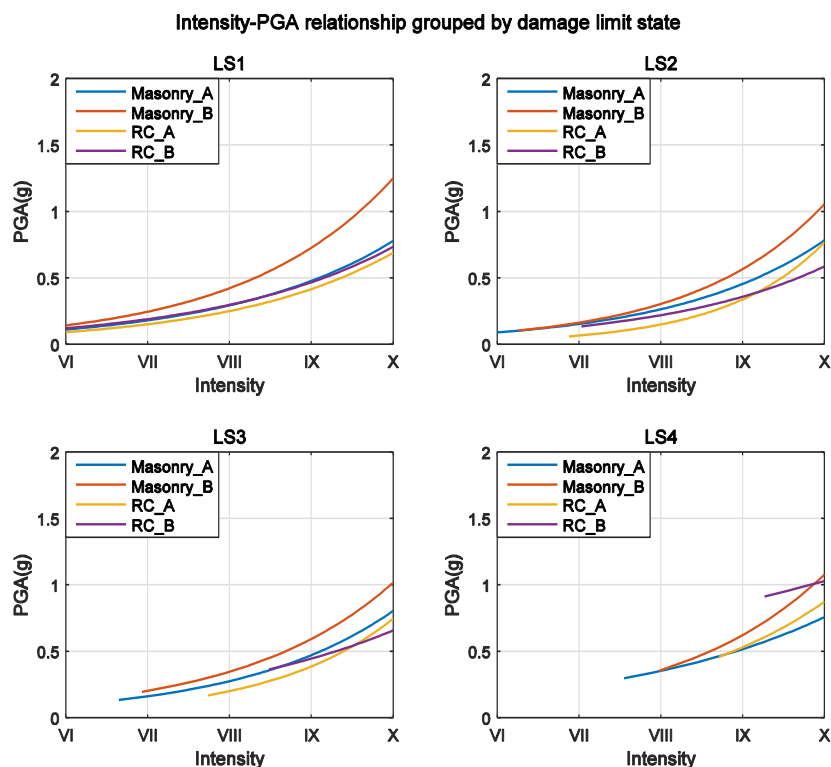 Intensity-PGA relationship grouped by damage limit state
LS1
2
1.5
1
0.5
0
PGA(g)
Masonry_A
Masonry_B
RC_A
RC_B
VI VII VIII IX X
Intensity
LS2
2
1.5
1
0.5
0
PGA(g)
Masonry_A
Masonry_B
RC_A
RC_B
VI VII VIII IX X
Intensity
LS3
2
1.5
1
0.5
0
PGA(g)
Masonry_A
Masonry_B
RC_A
RC_B
VI VII VIII IX X
Intensity
LS4
2
1.5
1
0.5
0
PGA(g)
Masonry_A
Masonry_B
RC_A
RC_B
VI VII VIII IX X
Intensity